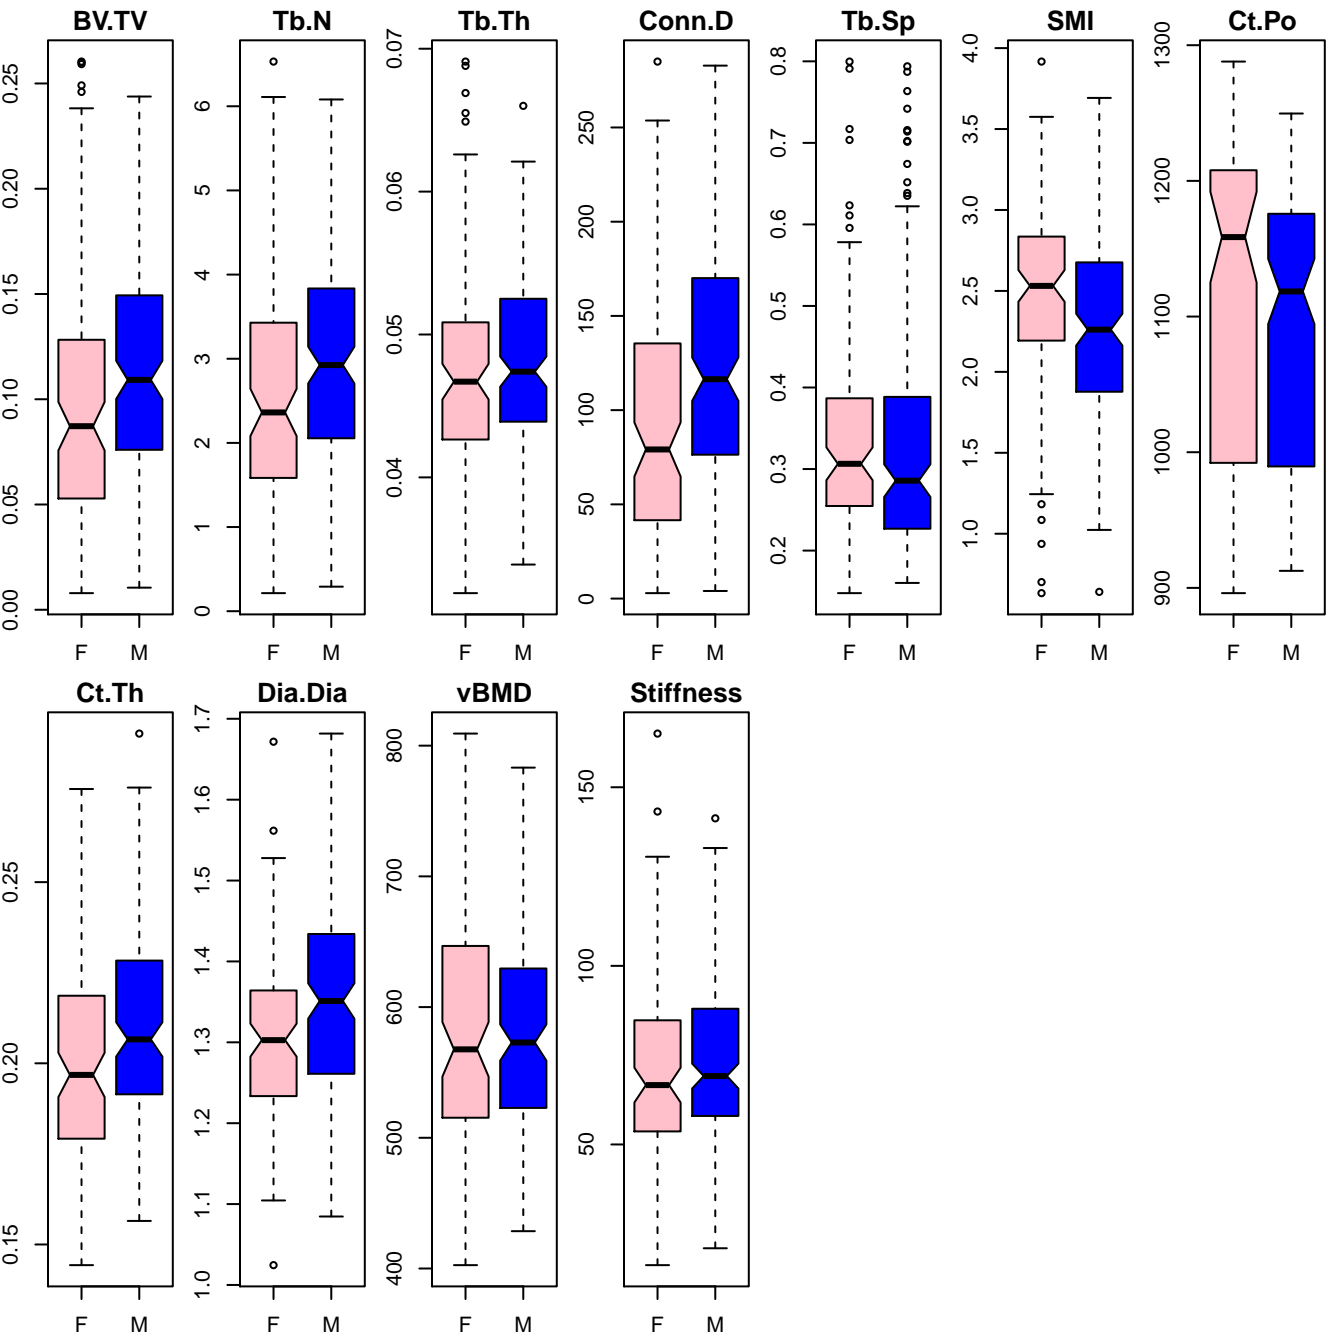 BV.TV Tb.N Tb.Th Conn.D Tb.Sp SMI Ct.Po
0.00 0.05 0.10 0.15 0.20 0.25
F M
0 1 2 3 4 5 6
F M
0.04 0.05 0.06 0.07
F M
0 50 100 150 200 250
F M
0.2 0.3 0.4 0.5 0.6 0.7 0.8
F M
1.0 1.5 2.0 2.5 3.0 3.5 4.0
F M
900 1000 1100 1200 1300
F M
Ct.Th Dia.Dia vBMD Stiffness
0.15 0.20 0.25
F M
1.0 1.1 1.2 1.3 1.4 1.5 1.6 1.7
F M
400 500 600 700 800
F M
50 100 150
F M